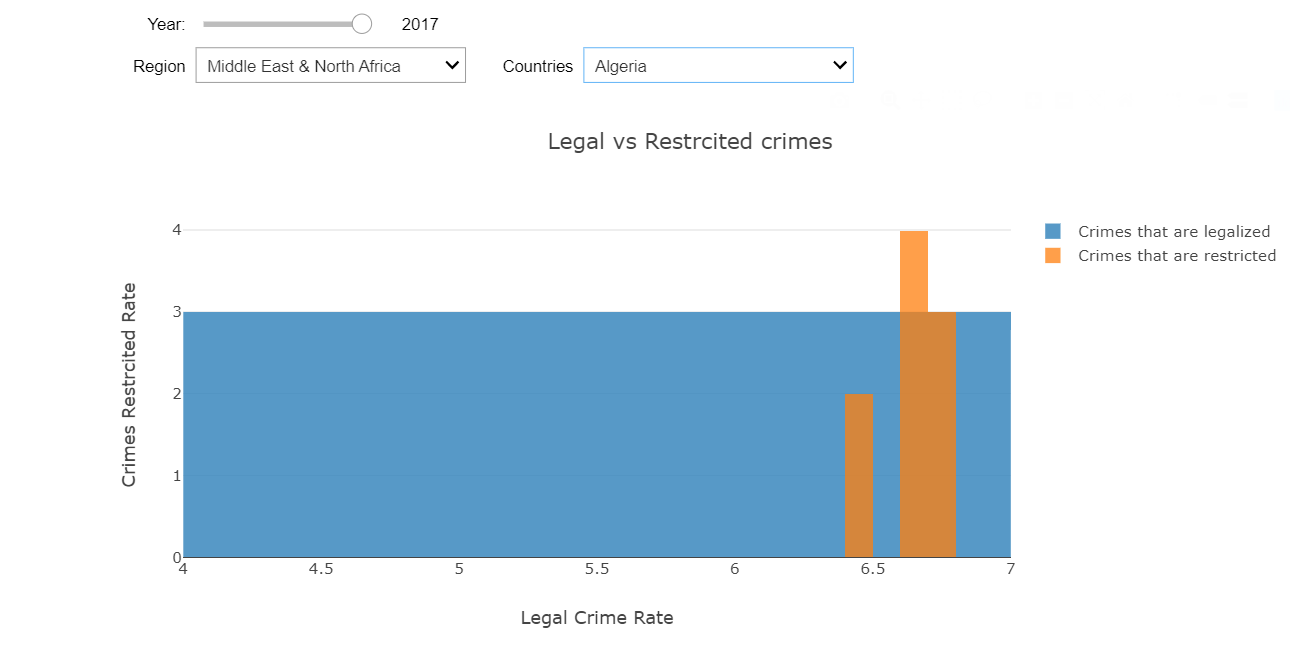 Year: 2017
Region Middle East & North Africa Countries Algeria
Legal vs Restrcited crimes
Crimes that are legalized
Crimes that are restricted
Crimes Restrcited Rate
4
3
2
1
0
4 4.5 5 5.5 6 6.5 7
Legal Crime Rate